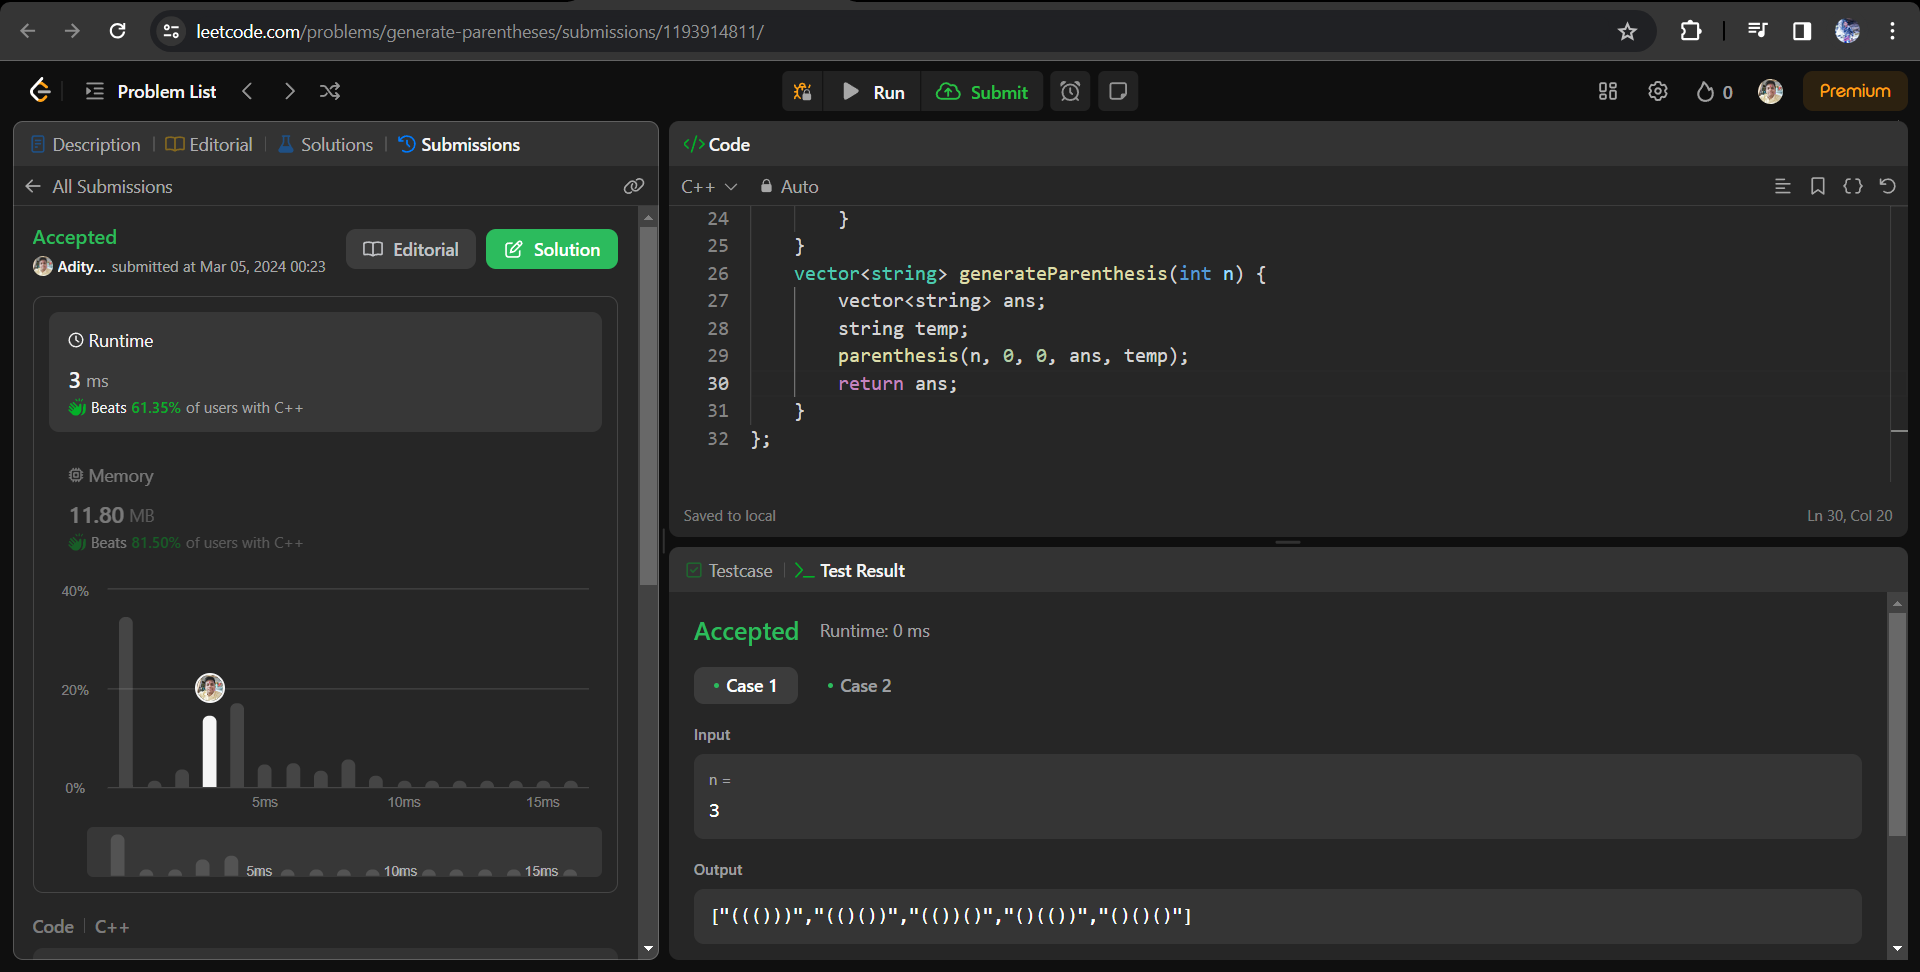 leetcode.com/problems/generate-parentheses/submissions/1193914811/
Problem List
Run
Submit
0
Premium
Description
Editorial
Solutions
Submissions
All Submissions
Accepted
Adity... submitted at Mar 05, 2024 00:23
Editorial
Solution
Runtime
3 ms
Beats 61.35% of users with C++
Memory
11.80 MB
Beats 81.50% of users with C++
40%
20%
0%
5ms 10ms 15ms
5ms 10ms 15ms
Code C++
</> Code
C++ Auto
24 }
25 }
26 vector<string> generateParenthesis(int n) {
27 vector<string> ans;
28 string temp;
29 parenthesis(n, 0, 0, ans, temp);
30 return ans;
31 }
32 };
Saved to local
Ln 30, Col 20
Testcase
Test Result
Accepted Runtime: 0 ms
Case 1 Case 2
Input
n =
3
Output
["((()))","(()())","(())()","()(())","()()()"]